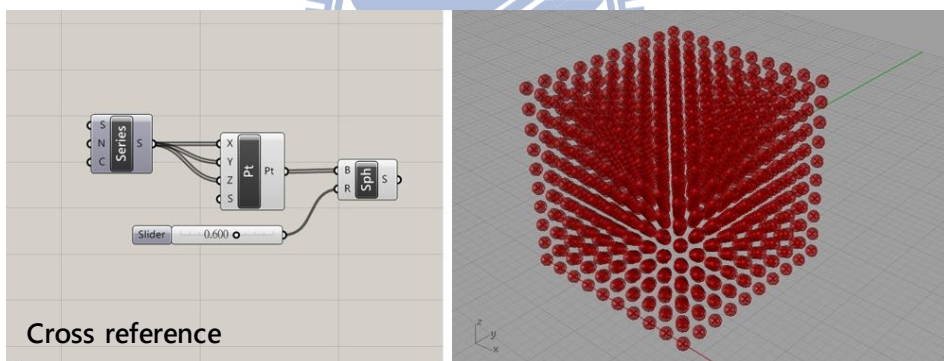 S
N
C
Series
S
X
Y
Z
S
Pt
Pt
B
R
Sph
S
Slider
0.600
Cross reference
z
y
x